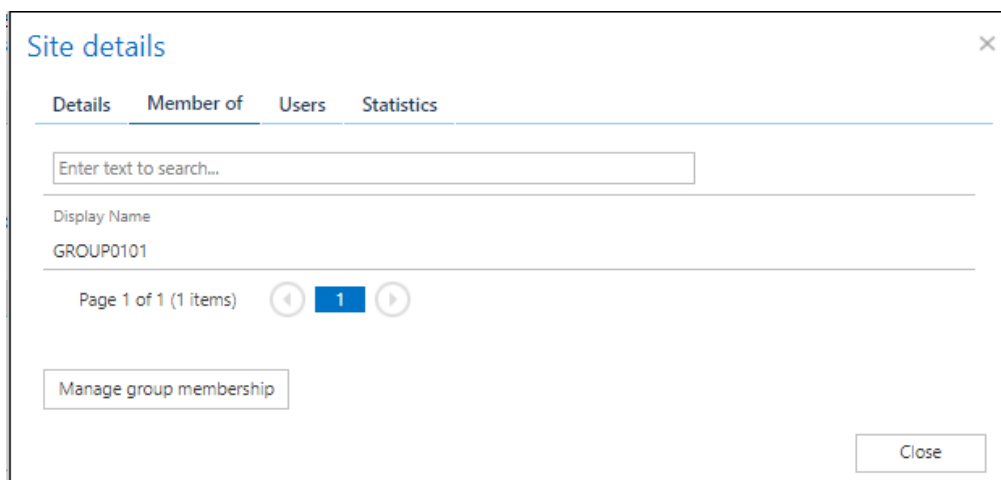 Site details
Details Member of Users Statistics
Enter text to search...
Display Name
GROUP0101
Page 1 of 1 (1 items) 1
Manage group membership
Close